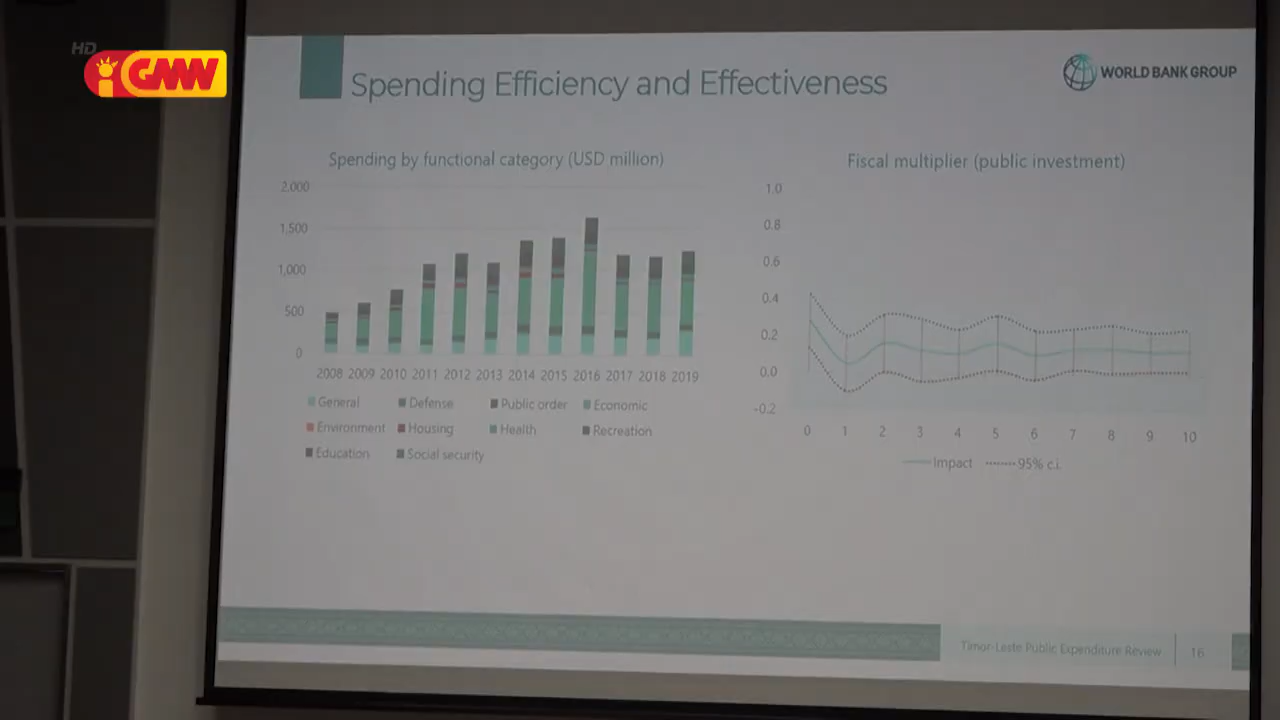 HD
iGMW
Spending Efficiency and Effectiveness
WORLD BANK GROUP
Spending by functional category (USD million)
2,000
1,500
1,000
500
0
2008 2009 2010 2011 2012 2013 2014 2015 2016 2017 2018 2019
General Defense Public order Economic
Environment Housing Health Recreation
Education Social security
Fiscal multiplier (public investment)
1.0
0.8
0.6
0.4
0.2
0.0
-0.2
0 1 2 3 4 5 6 7 8 9 10
Impact 95% c.i.
Timor-Leste Public Expenditure Review 16